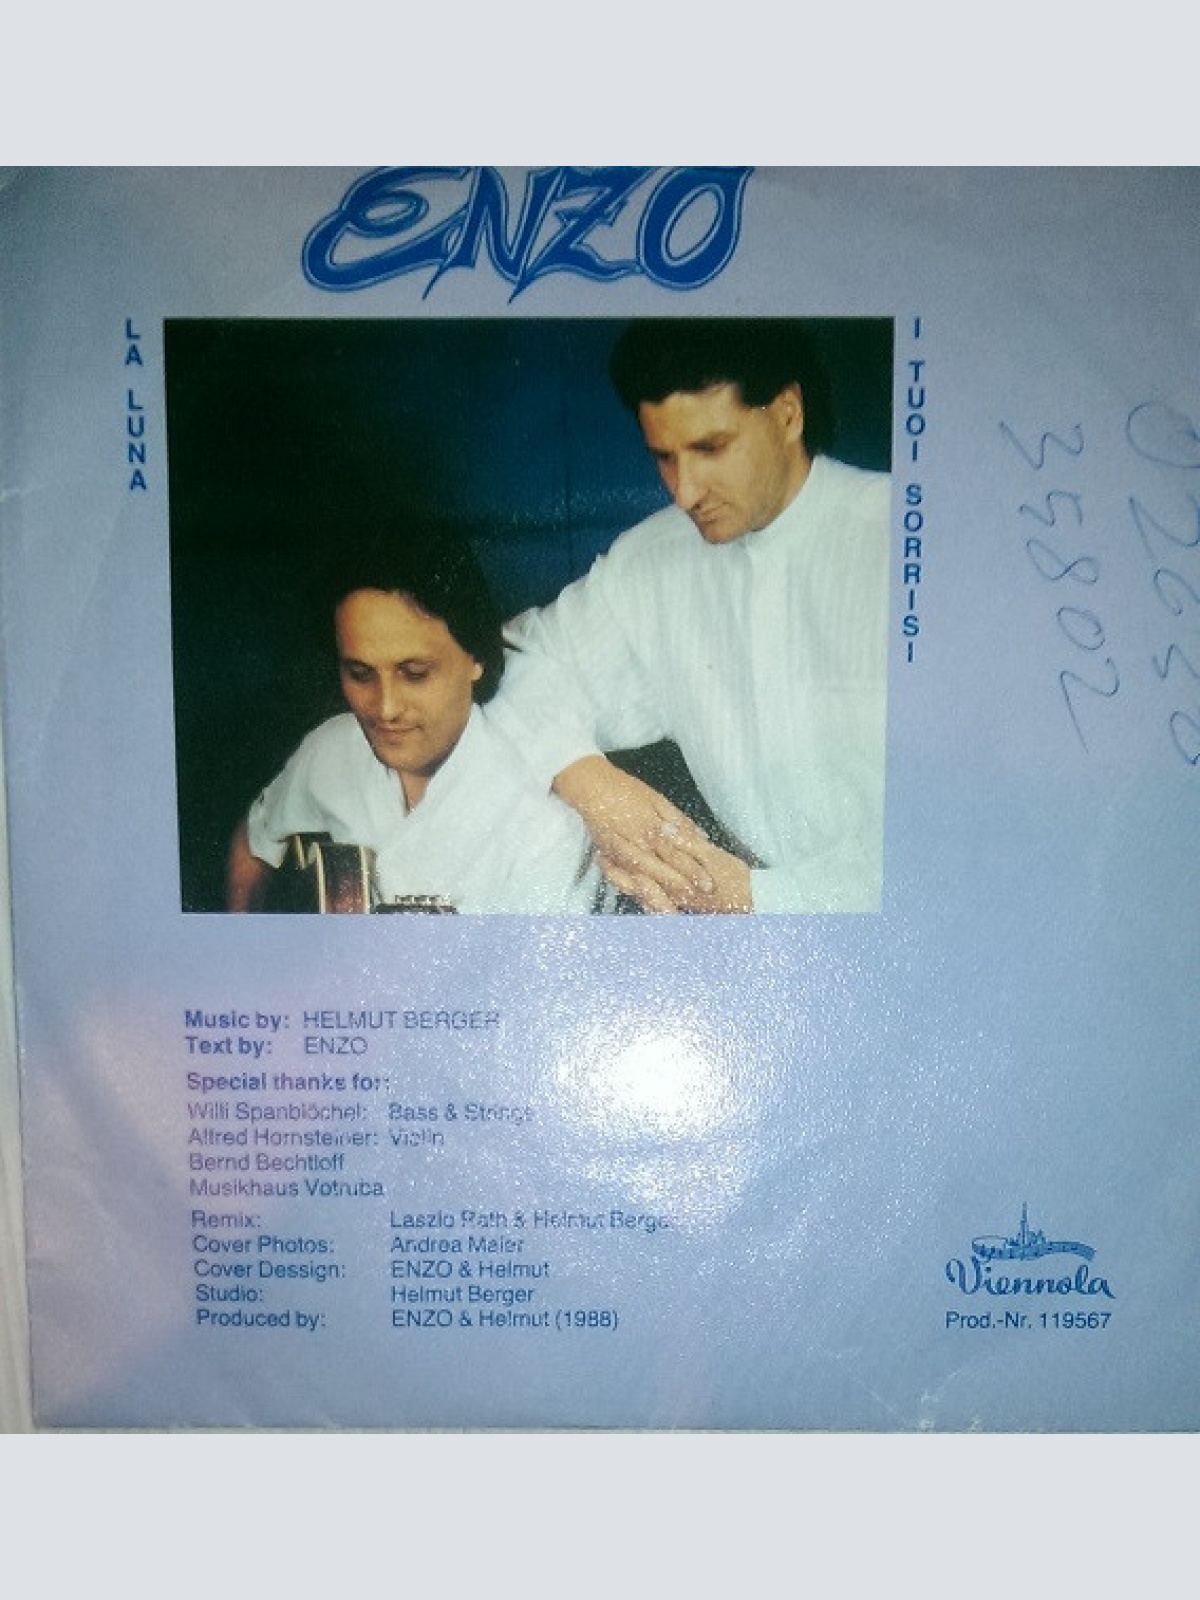 ENZO
LA LUNA
I TUOI SORRISI
35802
Music by: HELMUT BERGER
Text by: ENZO
Special thanks for:
Willi Spanblöchel: Bass & Strings
Alfred Hornsteiner: Violin
Bernd Bechtloff
Musikhaus Votruba
Remix: Laszlo Rath & Helmut Berger
Cover Photos: Andrea Maier
Cover Dessign: ENZO & Helmut
Studio: Helmut Berger
Produced by: ENZO & Helmut (1988)
Viennola
Prod.-Nr. 119567